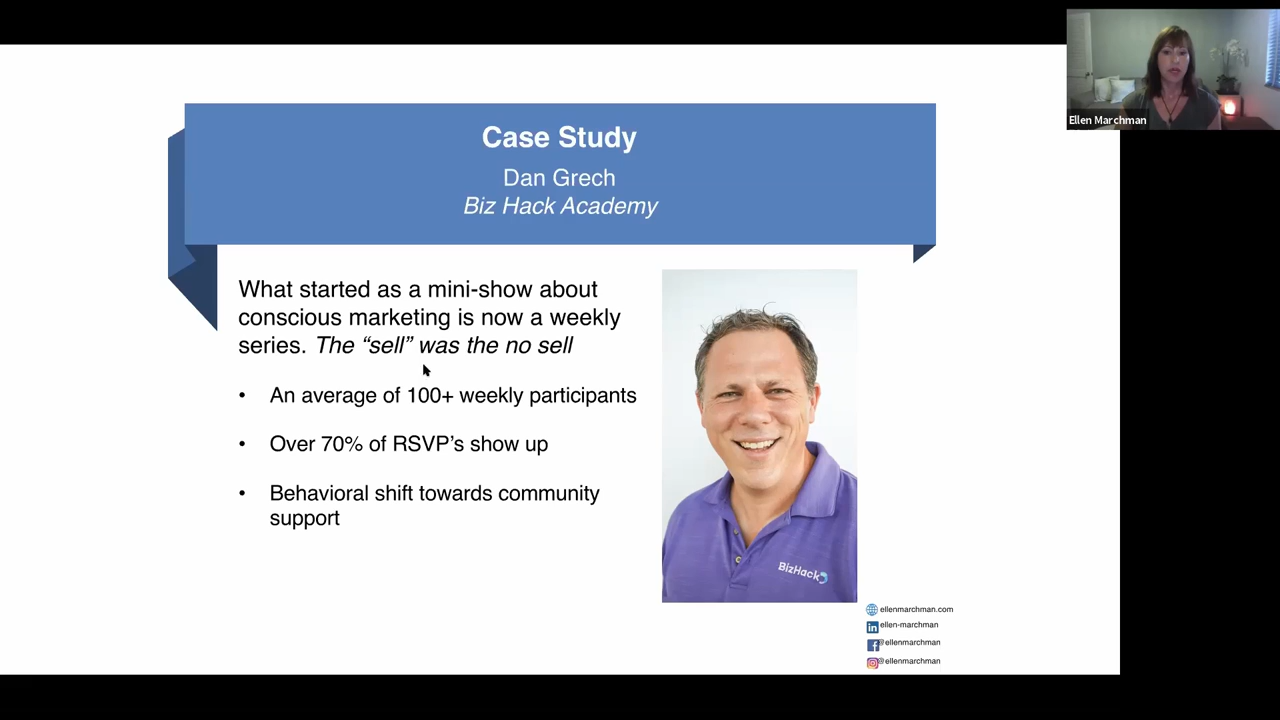 Ellen Marchman
Case Study
Dan Grech
Biz Hack Academy
What started as a mini-show about
conscious marketing is now a weekly
series. The “sell” was the no sell
• An average of 100+ weekly participants
• Over 70% of RSVP’s show up
• Behavioral shift towards community
support
BizHack
ellenmarchman.com
in ellen-marchman
f @ellenmarchman
@ellenmarchman